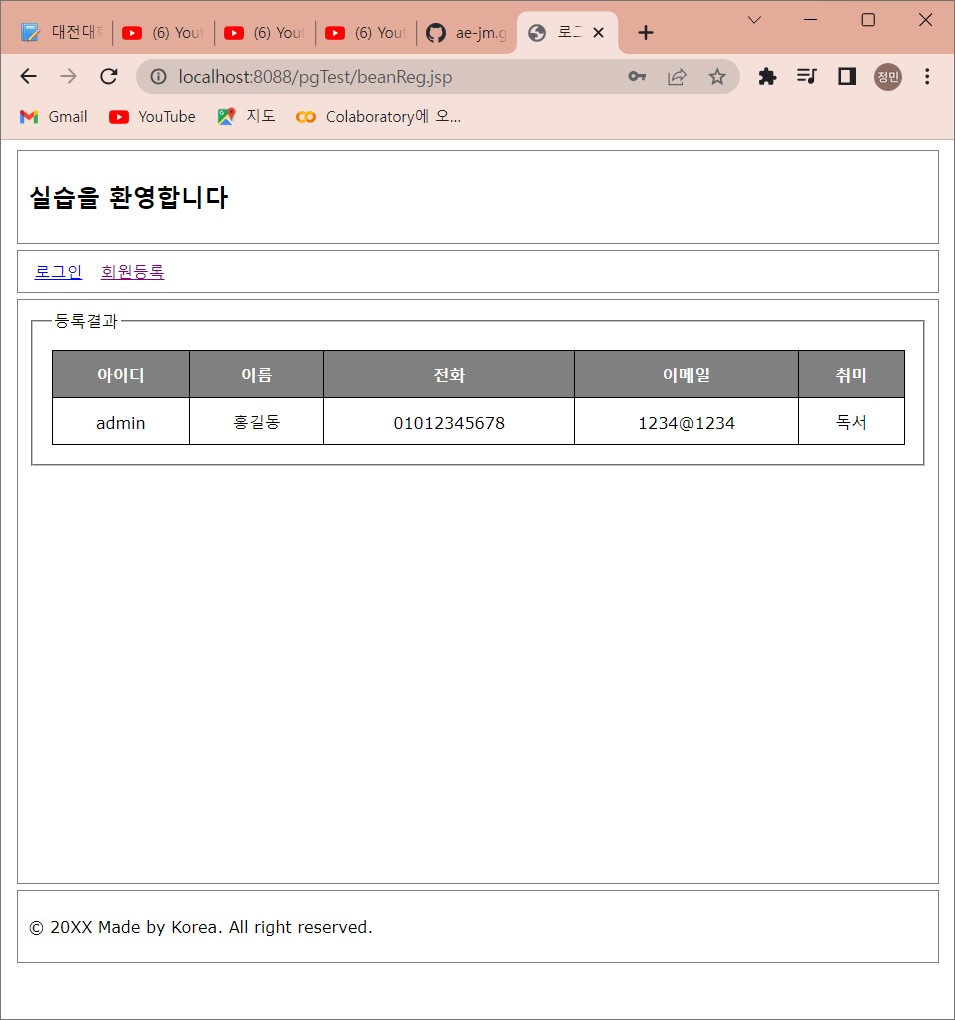 대전대 (6) You (6) You (6) You ae-jm.g 로그
localhost:8088/pgTest/beanReg.jsp 정민
Gmail YouTube 지도 Colaboratory에 오...
실습을 환영합니다
로그인 회원등록
등록결과
아이디 이름 전화 이메일 취미
admin 홍길동 01012345678 1234@1234 독서
© 20XX Made by Korea. All right reserved.